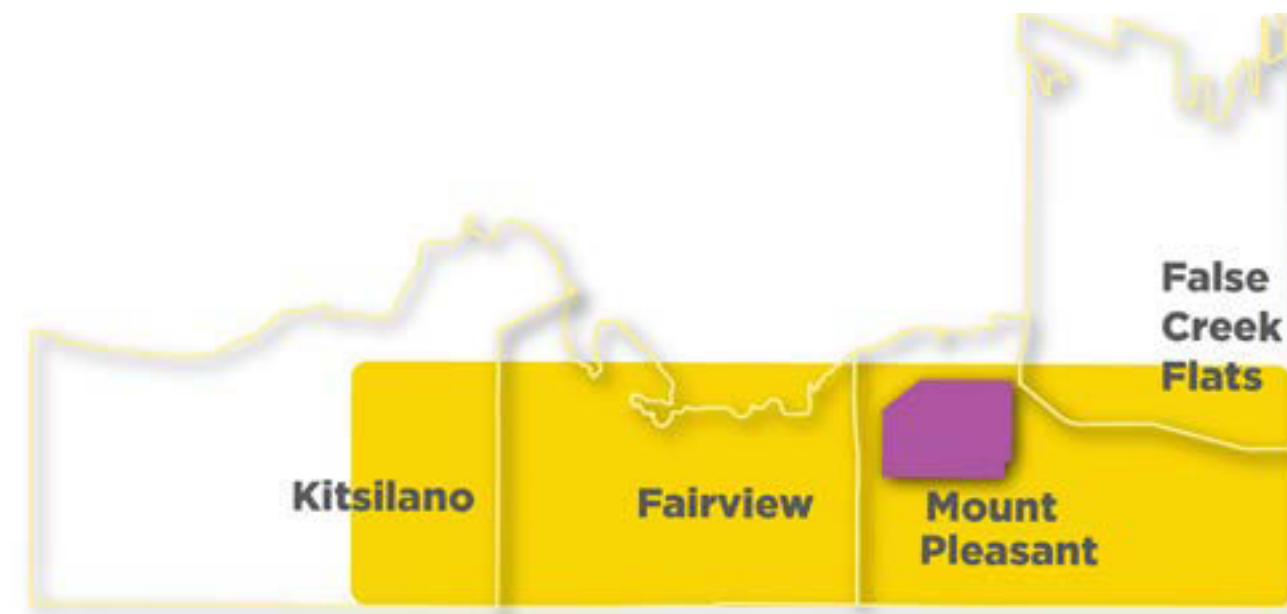 False
Creek
Flats
Kitsilano
Fairview
Mount
Pleasant